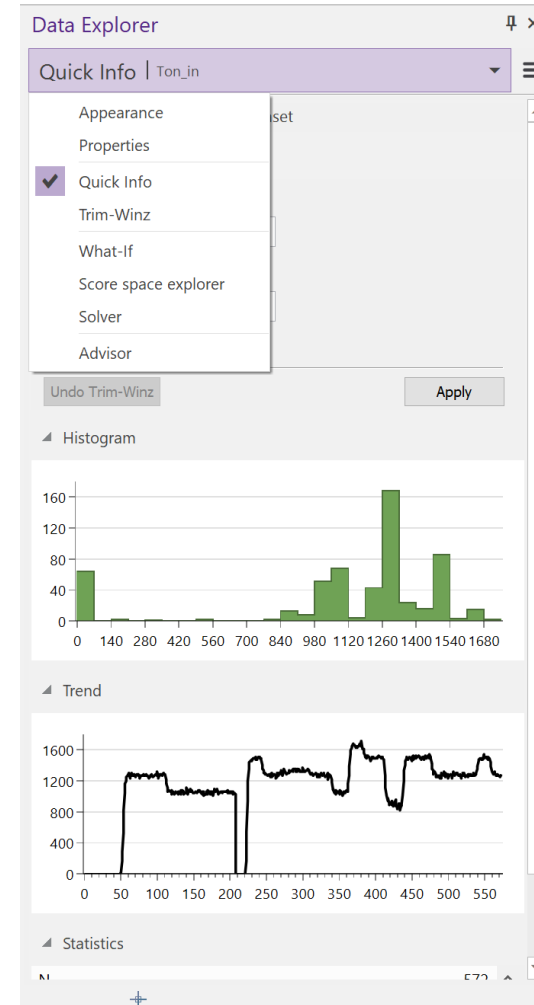 Data Explorer
Quick Info | Ton_in
Appearance
Properties
Quick Info
Trim-Winz
What-If
Score space explorer
Solver
Advisor
Undo Trim-Winz Apply
Histogram
160
120
80
40
0
0 140 280 420 560 700 840 980 1120 1260 1400 1540 1680
Trend
1600
1200
800
400
0
0 50 100 150 200 250 300 350 400 450 500 550
Statistics
N 572